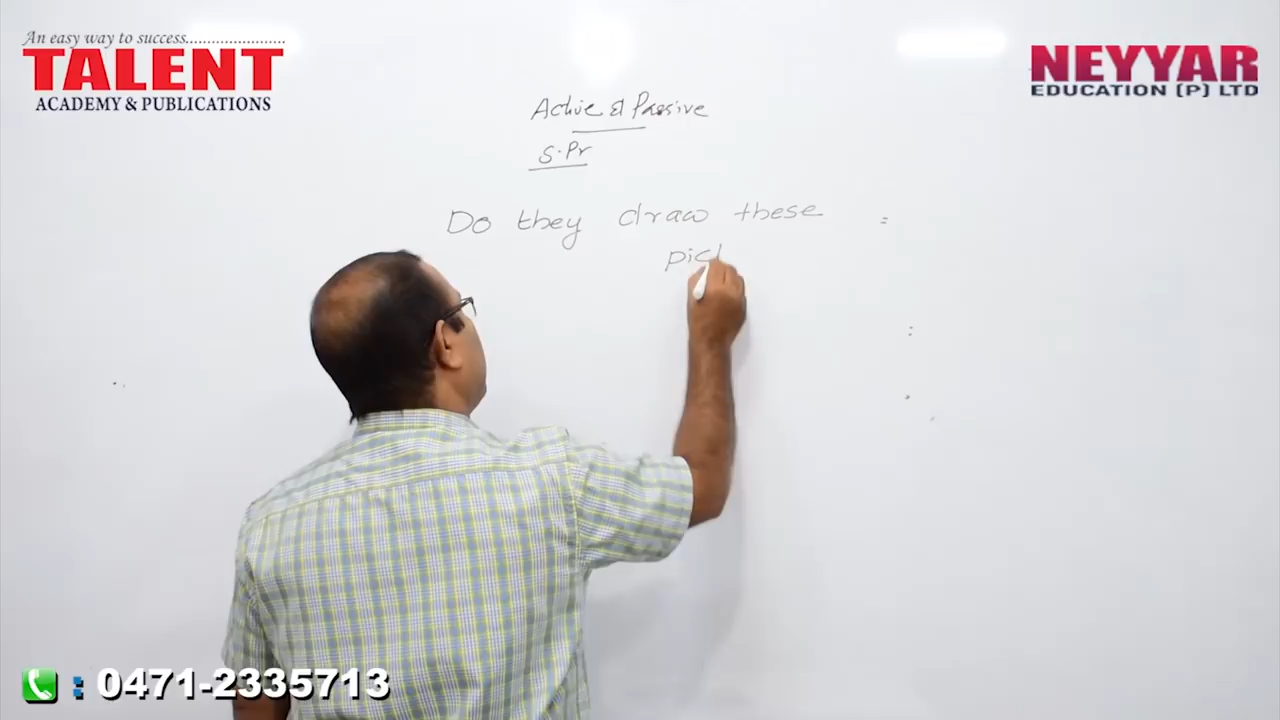 An easy way to success.......................
TALENT
ACADEMY & PUBLICATIONS
NEYYAR
EDUCATION (P) LTD
Active & Passive
S.Pr
Do they draw these
pict
: 0471-2335713